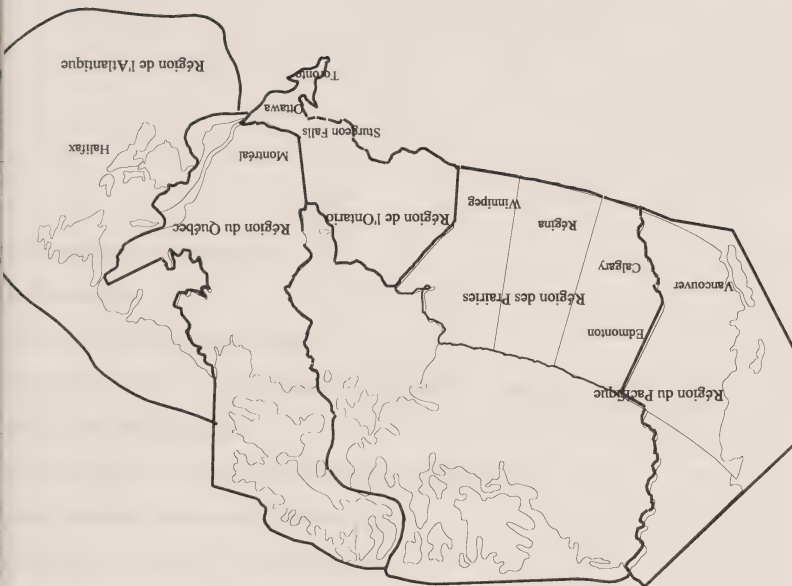 Région du Pacifique
Edmonton
Vancouver
Région des Prairies
Calgary
Régina
Winnipeg
Région de l'Ontario
Région du Québec
Montréal
Halifax
Sturgeon Falls
Ottawa
Toronto
Région de l'Atlantique